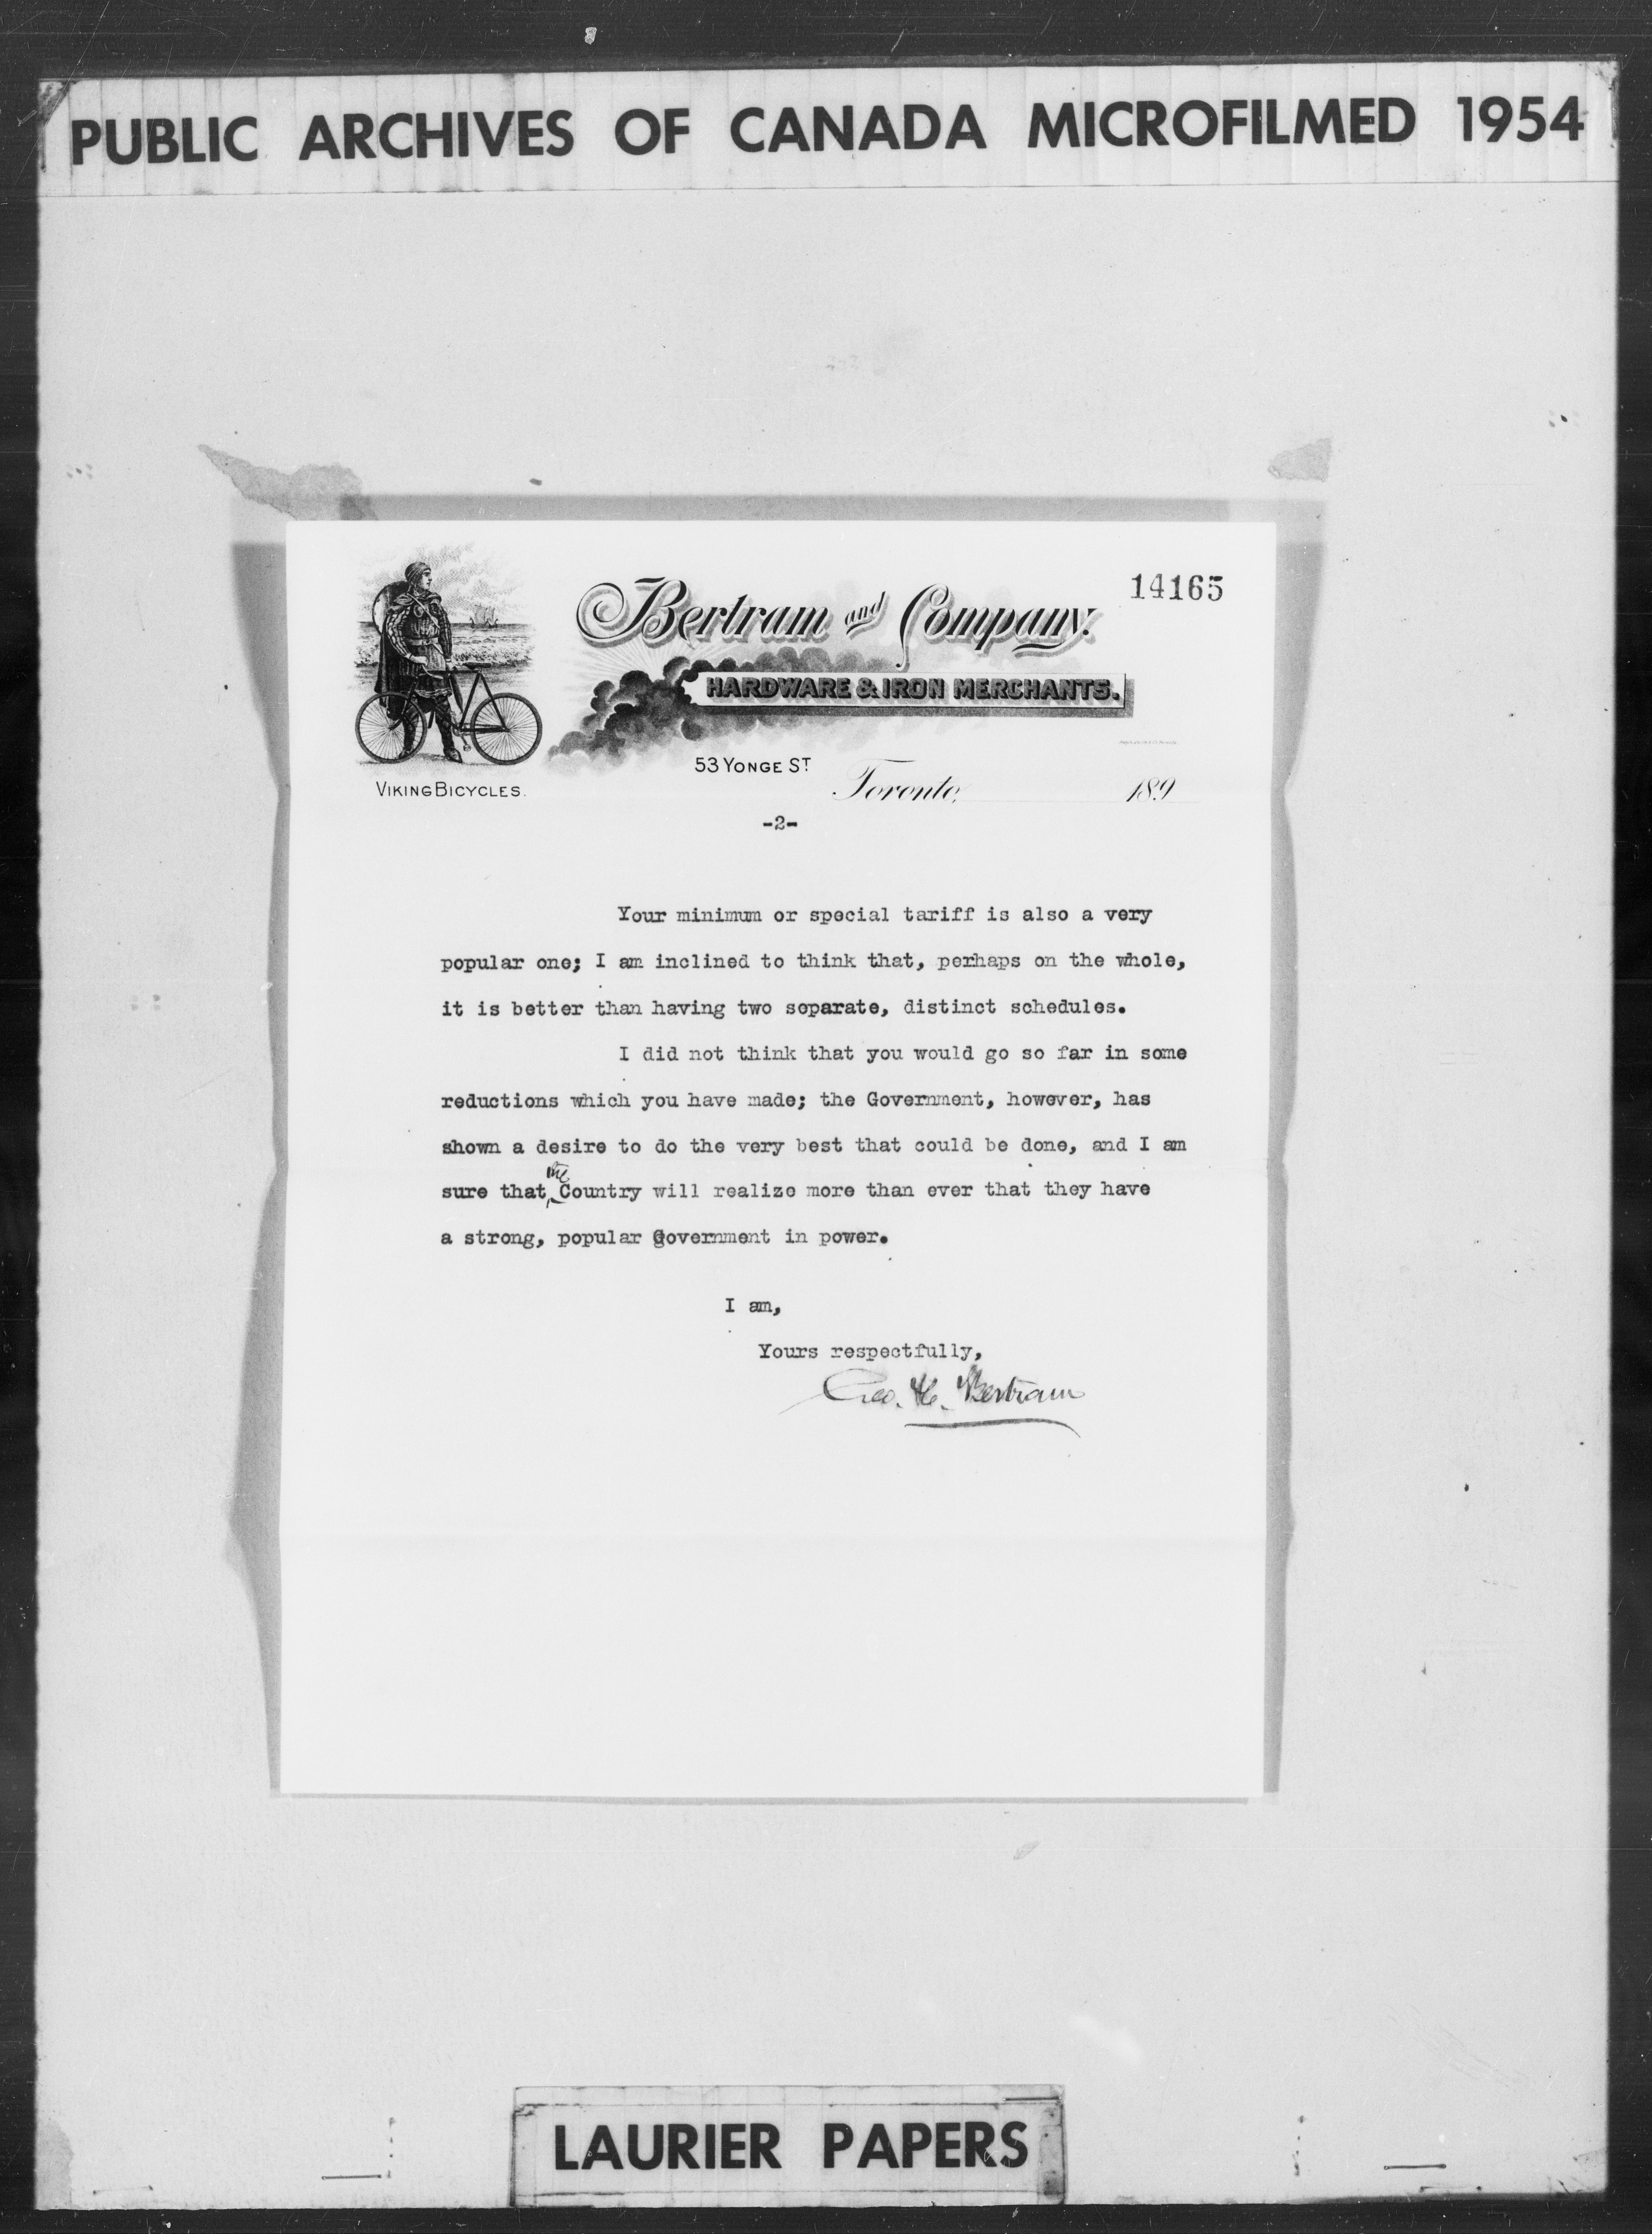 PUBLIC ARCHIVES OF CANADA MICROFILMED 1954
14165
Bertram and Company.
HARDWARE & IRON MERCHANTS.
53 YONGE ST
VIKING BICYCLES.
Toronto, 189
-2-
Your minimum or special tariff is also a very
popular one; I am inclined to think that, perhaps on the whole,
it is better than having two separate, distinct schedules.
I did not think that you would go so far in some
reductions which you have made; the Government, however, has
shown a desire to do the very best that could be done, and I am
sure that the Country will realize more than ever that they have
a strong, popular Government in power.
I am,
Yours respectfully,
Geo. H. Bertram
LAURIER PAPERS